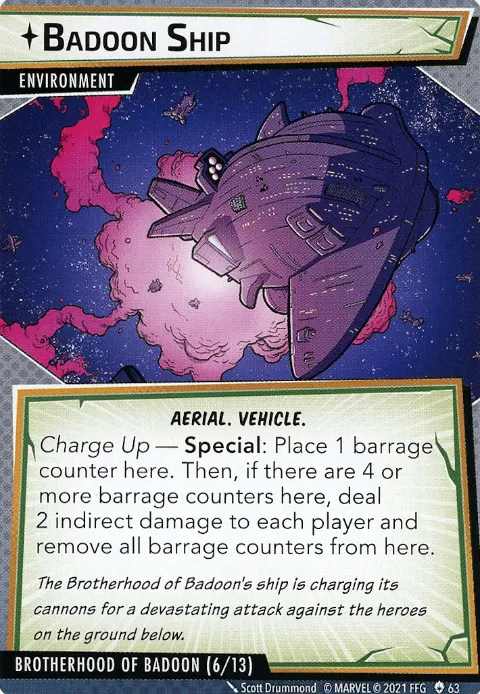 BADOON SHIP
ENVIRONMENT
AERIAL. VEHICLE.
Charge Up — Special: Place 1 barrage
counter here. Then, if there are 4 or
more barrage counters here, deal
2 indirect damage to each player and
remove all barrage counters from here.
The Brotherhood of Badoon's ship is charging its
cannons for a devastating attack against the heroes
on the ground below.
BROTHERHOOD OF BADOON (6/13)
Scott Drummond © MARVEL © 2021 FFG 63